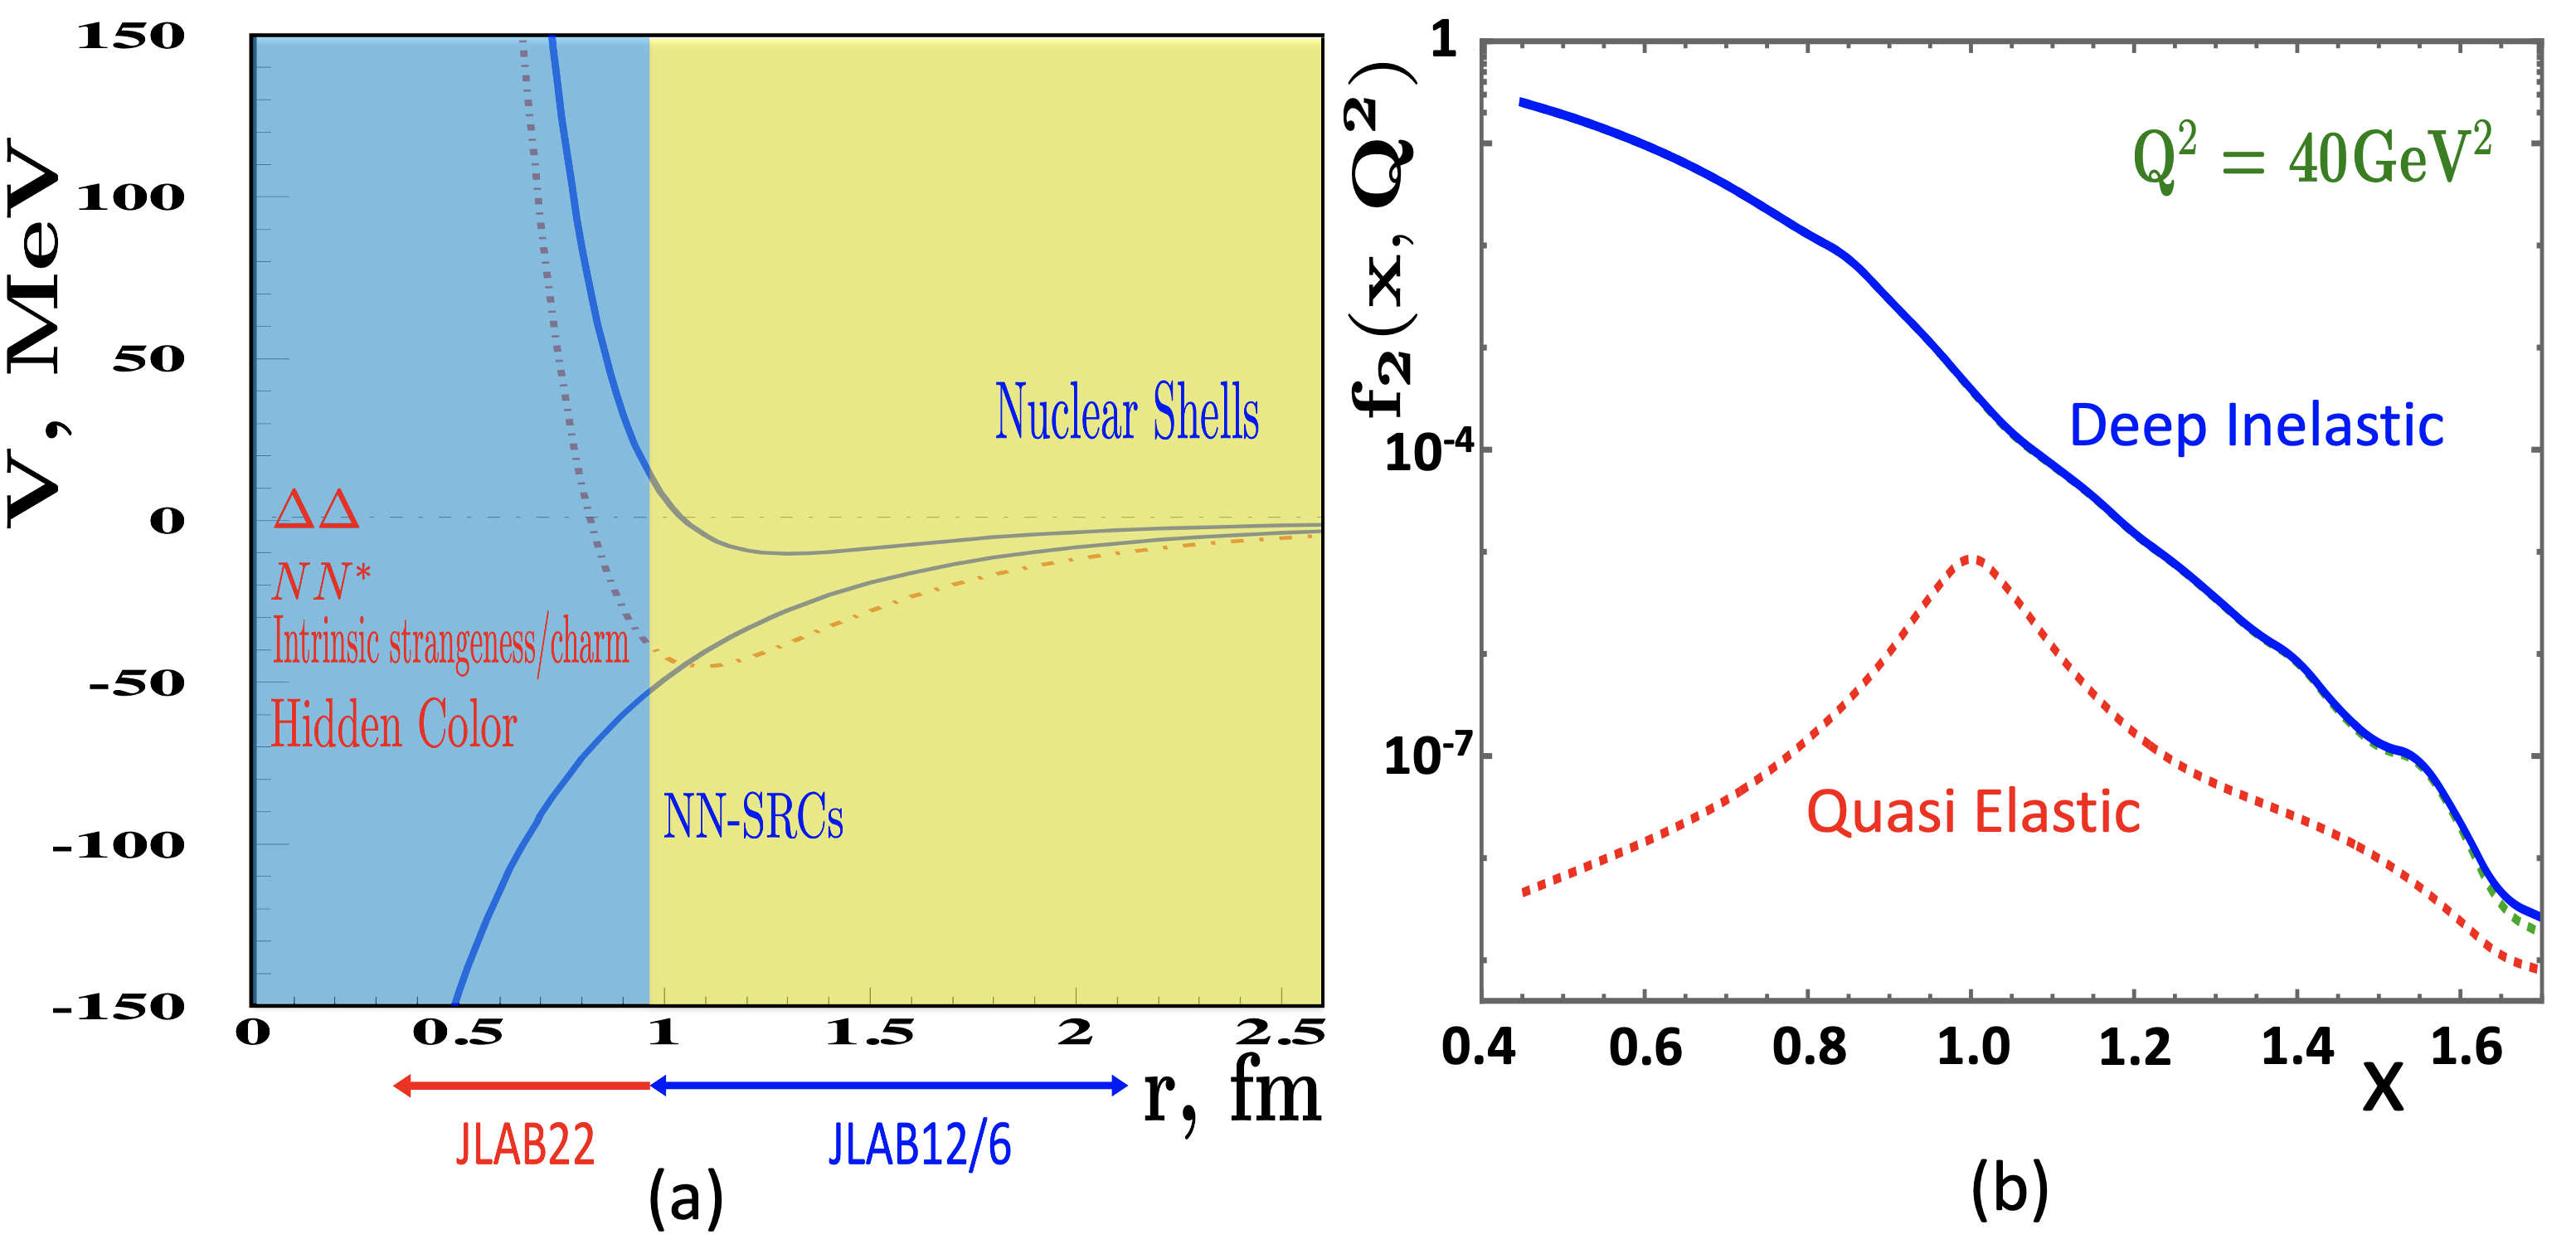 V, MeV
150
100
50
0
-50
-100
-150
Nuclear Shells
ΔΔ
NN*
Intrinsic strangeness/charm
Hidden Color
NN-SRCs
0 0.5 1 1.5 2 2.5
r, fm
JLAB22 JLAB12/6
(a)
f₂(x, Q²)
1
10⁻⁴
10⁻⁷
Q² = 40GeV²
Deep Inelastic
Quasi Elastic
0.4 0.6 0.8 1.0 1.2 1.4 1.6
X
(b)